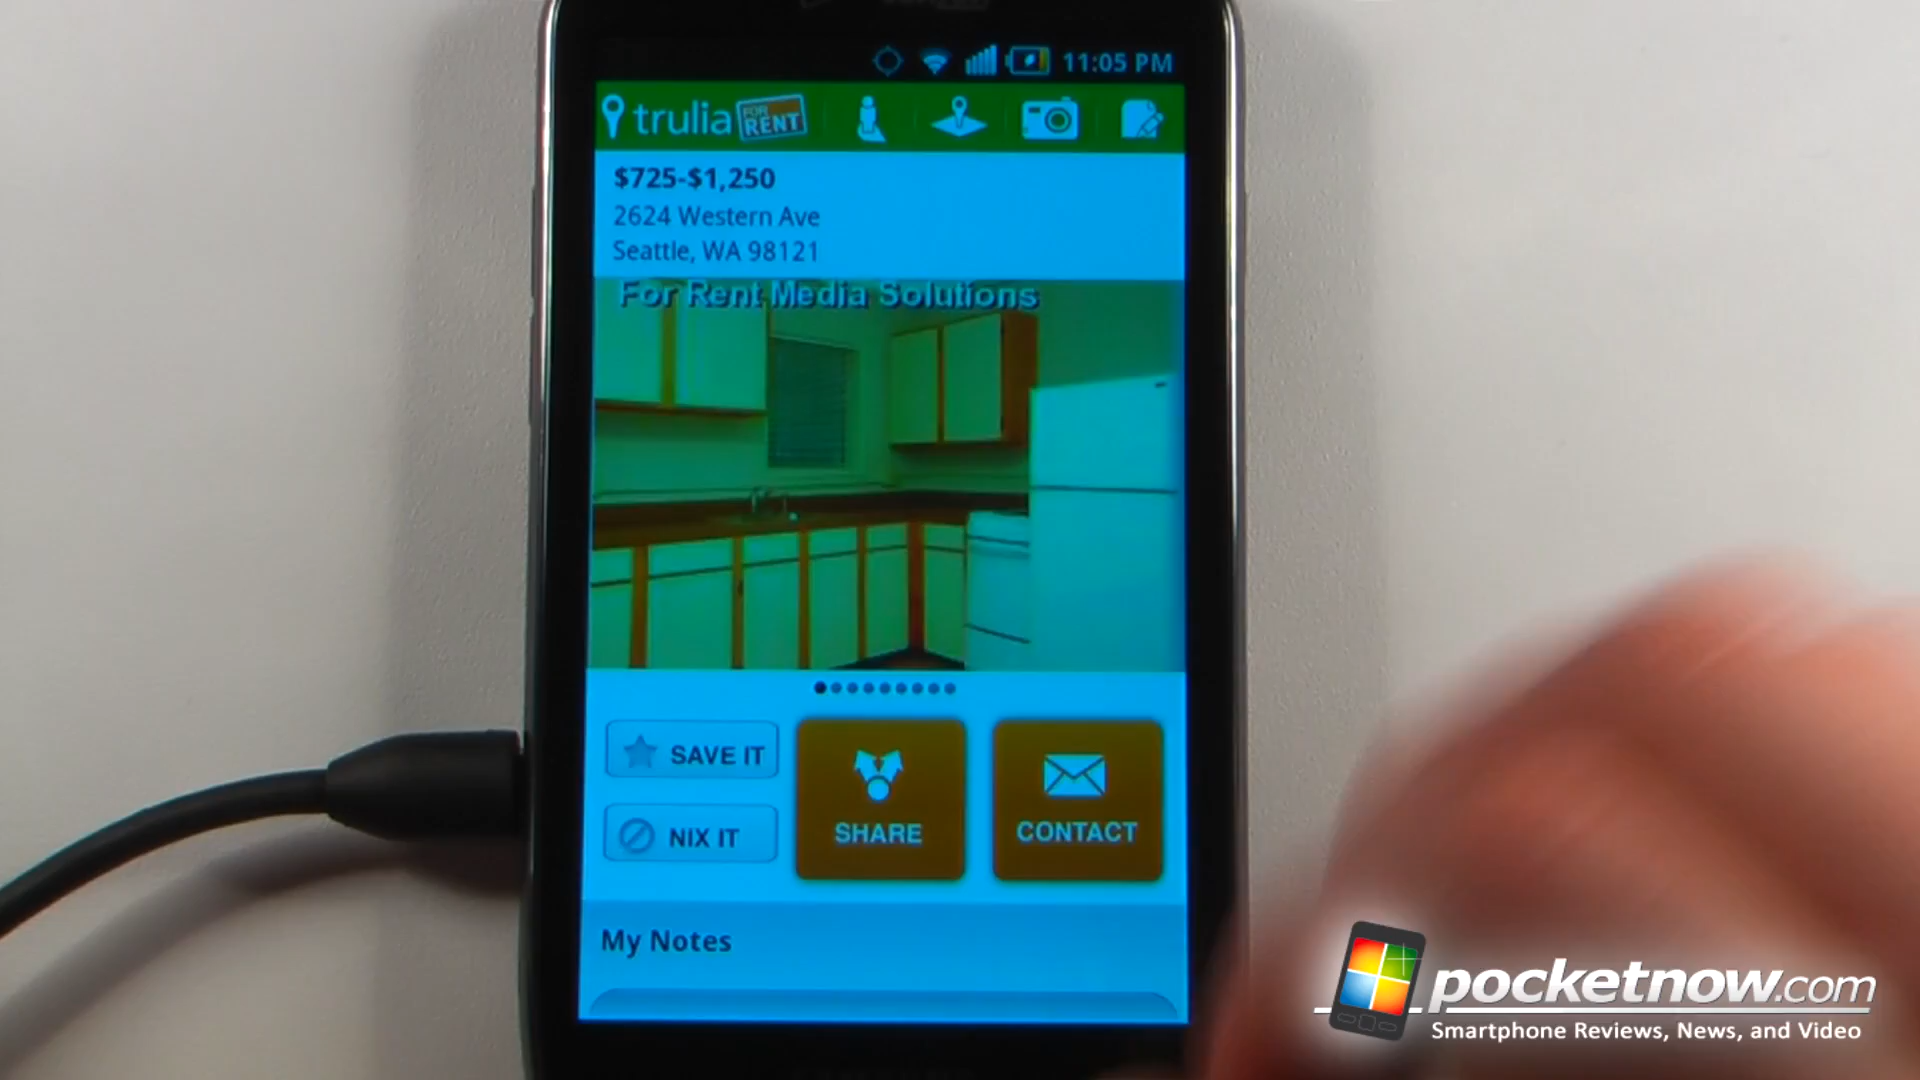 11:05 PM
trulia FOR RENT
$725-$1,250
2624 Western Ave
Seattle, WA 98121
For Rent Media Solutions
SAVE IT
NIX IT
SHARE
CONTACT
My Notes
pocketnow.com
Smartphone Reviews, News, and Video